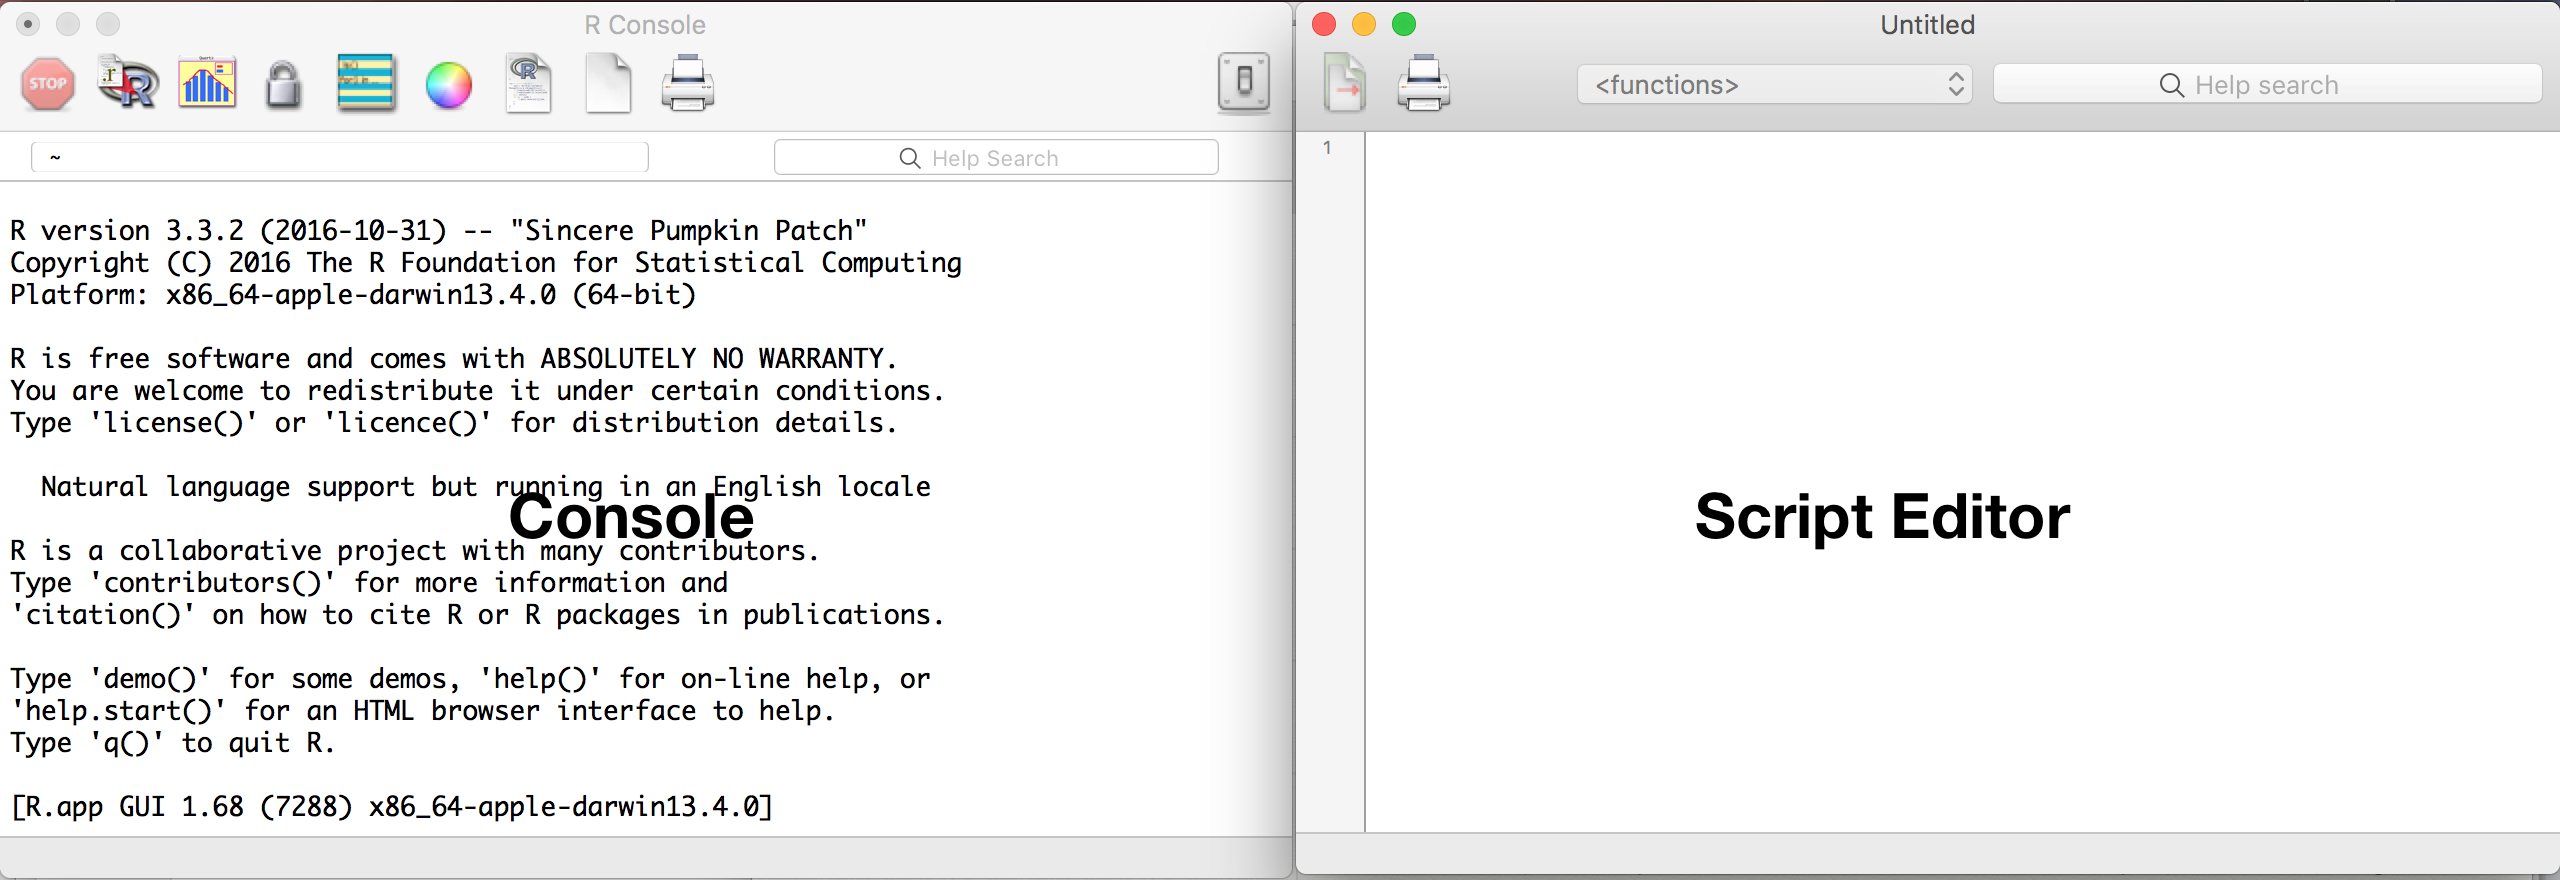 R Console
STOP
~
Help Search
R version 3.3.2 (2016-10-31) -- "Sincere Pumpkin Patch"
Copyright (C) 2016 The R Foundation for Statistical Computing
Platform: x86_64-apple-darwin13.4.0 (64-bit)
R is free software and comes with ABSOLUTELY NO WARRANTY.
You are welcome to redistribute it under certain conditions.
Type 'license()' or 'licence()' for distribution details.
Natural language support but running in an English locale
Console
R is a collaborative project with many contributors.
Type 'contributors()' for more information and
'citation()' on how to cite R or R packages in publications.
Type 'demo()' for some demos, 'help()' for on-line help, or
'help.start()' for an HTML browser interface to help.
Type 'q()' to quit R.
[R.app GUI 1.68 (7288) x86_64-apple-darwin13.4.0]
Untitled
<functions>
Help search
1
Script Editor